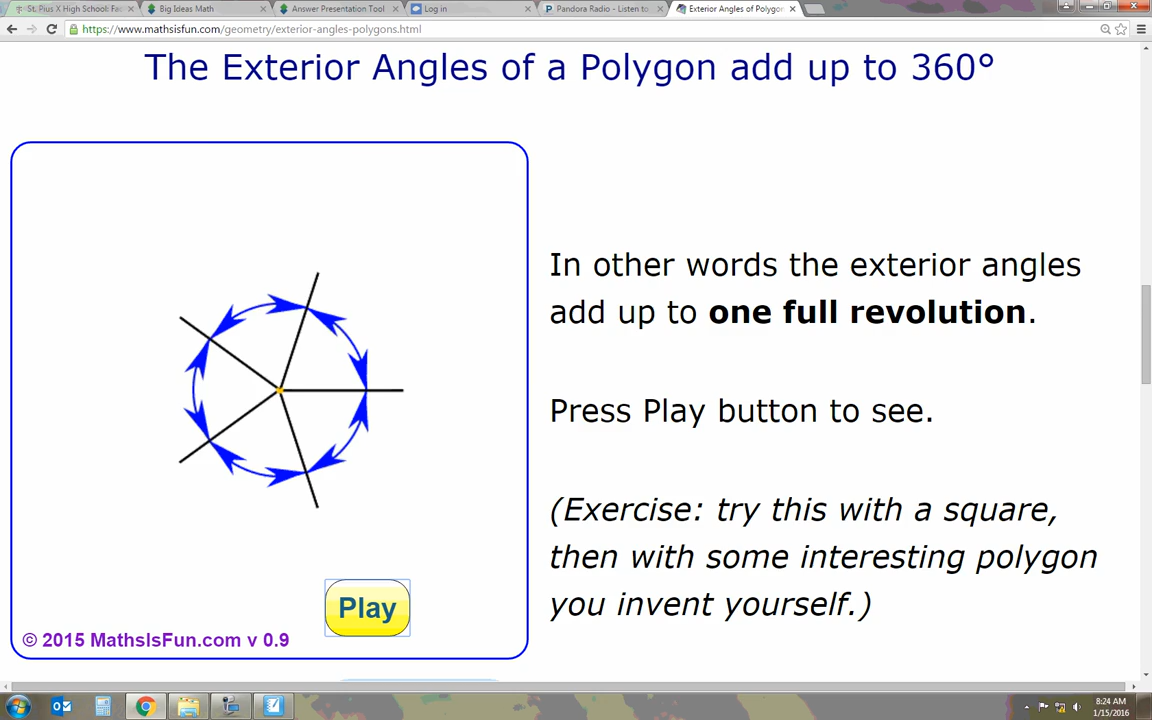 St. Pius X High School: Fac
Big Ideas Math
Answer Presentation Tool
Log in
Pandora Radio - Listen to
Exterior Angles of Polygor
https://www.mathsisfun.com/geometry/exterior-angles-polygons.html
The Exterior Angles of a Polygon add up to 360°
In other words the exterior angles
add up to one full revolution.
Press Play button to see.
(Exercise: try this with a square,
then with some interesting polygon
you invent yourself.)
Play
© 2015 MathsIsFun.com v 0.9
8:24 AM
1/15/2016